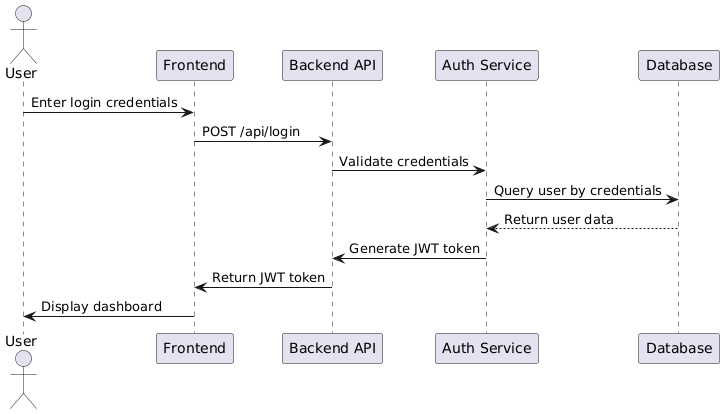 User
Frontend
Backend API
Auth Service
Database
Enter login credentials
POST /api/login
Validate credentials
Query user by credentials
Return user data
Generate JWT token
Return JWT token
Display dashboard
User
Frontend
Backend API
Auth Service
Database